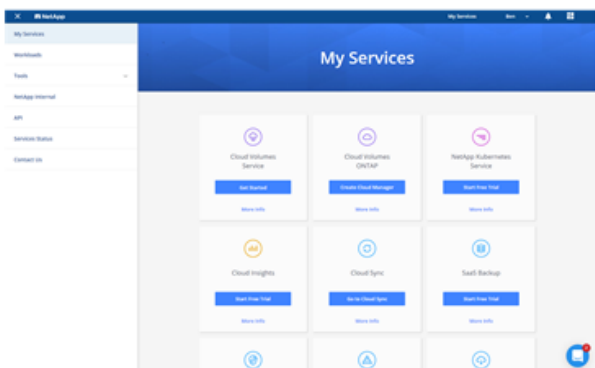 NetApp
My Services
Ben
My Services
Workloads
Tools
NetApp Internal
API
Services Status
Contact Us
My Services
Cloud Volumes
Service
Get Started
More Info
Cloud Volumes
ONTAP
Create Cloud Manager
More Info
NetApp Kubernetes
Service
Start Free Trial
More Info
Cloud Insights
Start Free Trial
More Info
Cloud Sync
Go to Cloud Sync
More Info
SaaS Backup
Start Free Trial
More Info